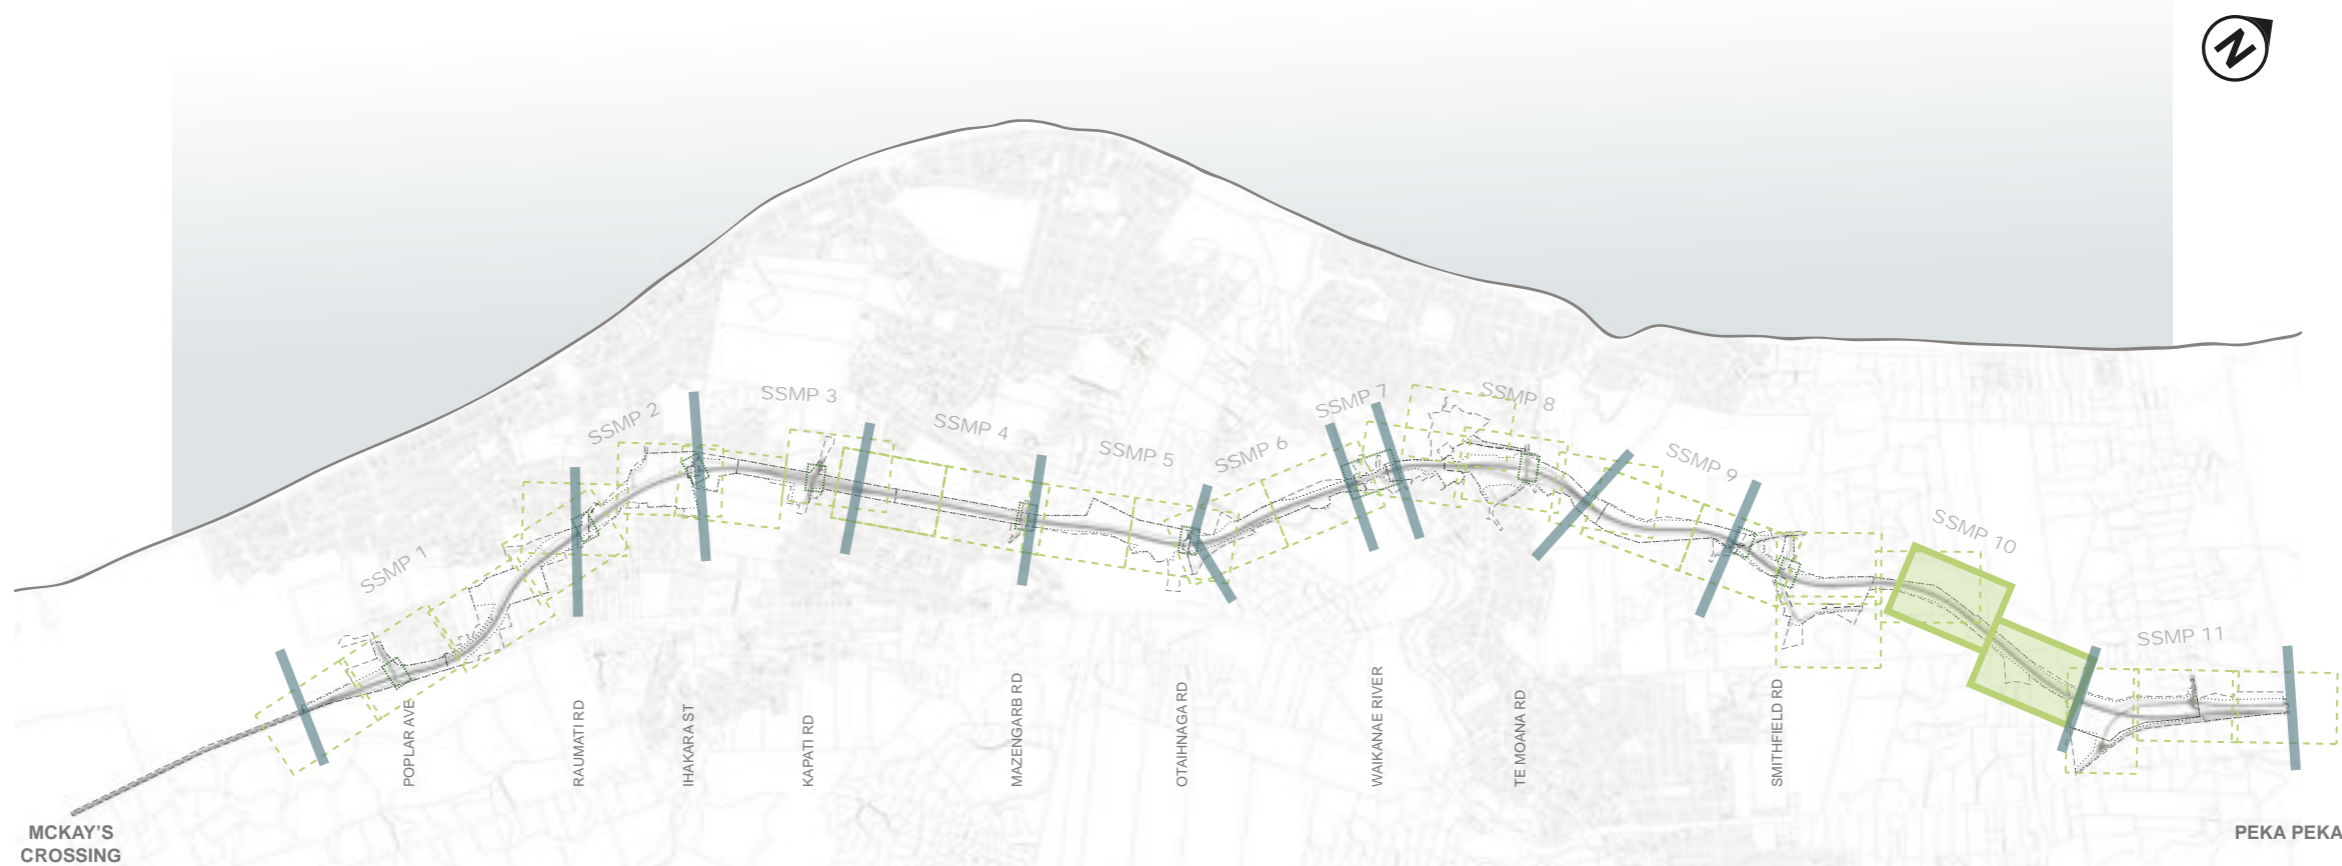 N
SSMP 1
SSMP 2
SSMP 3
SSMP 4
SSMP 5
SSMP 6
SSMP 7
SSMP 8
SSMP 9
SSMP 10
SSMP 11
POPLAR AVE
RAUMATI RD
IHAKARA ST
KAPATI RD
MAZENGARB RD
OTAIHNAGA RD
WAIKANAE RIVER
TE MOANA RD
SMITHFIELD RD
MCKAY'S
CROSSING
PEKA PEKA